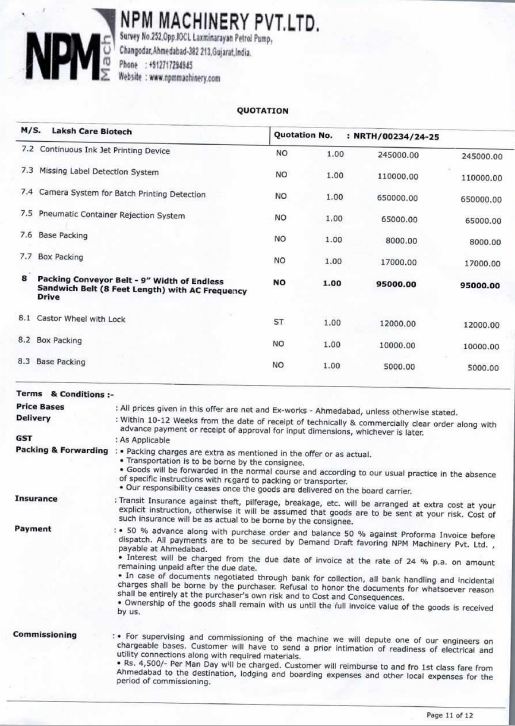 NPM MACHINERY PVT.LTD.
Survey No.252,Opp.IOCL Laxminarayan Petrol Pump,
Changodar,Ahmedabad-382 213,Gujarat,India.
Phone : +912717294945
Website : www.npmmachinery.com
NPM Mach
QUOTATION
M/S. Laksh Care Biotech Quotation No. : NRTH/00234/24-25
7.2 Continuous Ink Jet Printing Device NO 1.00 245000.00 245000.00
7.3 Missing Label Detection System NO 1.00 110000.00 110000.00
7.4 Camera System for Batch Printing Detection NO 1.00 650000.00 650000.00
7.5 Pneumatic Container Rejection System NO 1.00 65000.00 65000.00
7.6 Base Packing NO 1.00 8000.00 8000.00
7.7 Box Packing NO 1.00 17000.00 17000.00
8 Packing Conveyor Belt - 9" Width of Endless NO 1.00 95000.00 95000.00
Sandwich Belt (8 Feet Length) with AC Frequency
Drive
8.1 Castor Wheel with Lock ST 1.00 12000.00 12000.00
8.2 Box Packing NO 1.00 10000.00 10000.00
8.3 Base Packing NO 1.00 5000.00 5000.00
Terms & Conditions :-
Price Bases : All prices given in this offer are net and Ex-works - Ahmedabad, unless otherwise stated.
Delivery : Within 10-12 Weeks from the date of receipt of technically & commercially clear order along with
advance payment or receipt of approval for input dimensions, whichever is later.
GST : As Applicable
Packing & Forwarding : • Packing charges are extra as mentioned in the offer or as actual.
• Transportation is to be borne by the consignee.
• Goods will be forwarded in the normal course and according to our usual practice in the absence
of specific instructions with regard to packing or transporter.
• Our responsibility ceases once the goods are delivered on the board carrier.
Insurance : Transit Insurance against theft, pilferage, breakage, etc. will be arranged at extra cost at your
explicit instruction, otherwise it will be assumed that goods are to be sent at your risk. Cost of
such insurance will be as actual to be borne by the consignee.
Payment : • 50 % advance along with purchase order and balance 50 % against Proforma Invoice before
dispatch. All payments are to be secured by Demand Draft favoring NPM Machinery Pvt. Ltd. ,
payable at Ahmedabad.
• Interest will be charged from the due date of invoice at the rate of 24 % p.a. on amount
remaining unpaid after the due date.
• In case of documents negotiated through bank for collection, all bank handling and incidental
charges shall be borne by the purchaser. Refusal to honor the documents for whatsoever reason
shall be entirely at the purchaser's own risk and to Cost and Consequences.
• Ownership of the goods shall remain with us until the full invoice value of the goods is received
by us.
Commissioning : • For supervising and commissioning of the machine we will depute one of our engineers on
chargeable bases. Customer will have to send a prior intimation of readiness of electrical and
utility connections along with required materials.
• Rs. 4,500/- Per Man Day will be charged. Customer will reimburse to and fro 1st class fare from
Ahmedabad to the destination, lodging and boarding expenses and other local expenses for the
period of commissioning.
Page 11 of 12